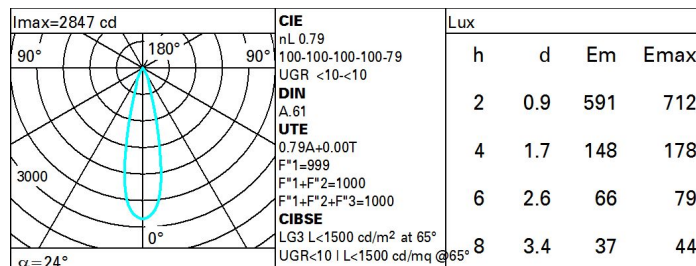 Imax=2847 cd
90° 180° 90°
3000
0°
α=24°
CIE
nL 0.79
100-100-100-100-79
UGR <10-<10
DIN
A.61
UTE
0.79A+0.00T
F"1=999
F"1+F"2=1000
F"1+F"2+F"3=1000
CIBSE
LG3 L<1500 cd/m² at 65°
UGR<10 | L<1500 cd/mq @65°
Lux
h d Em Emax
2 0.9 591 712
4 1.7 148 178
6 2.6 66 79
8 3.4 37 44